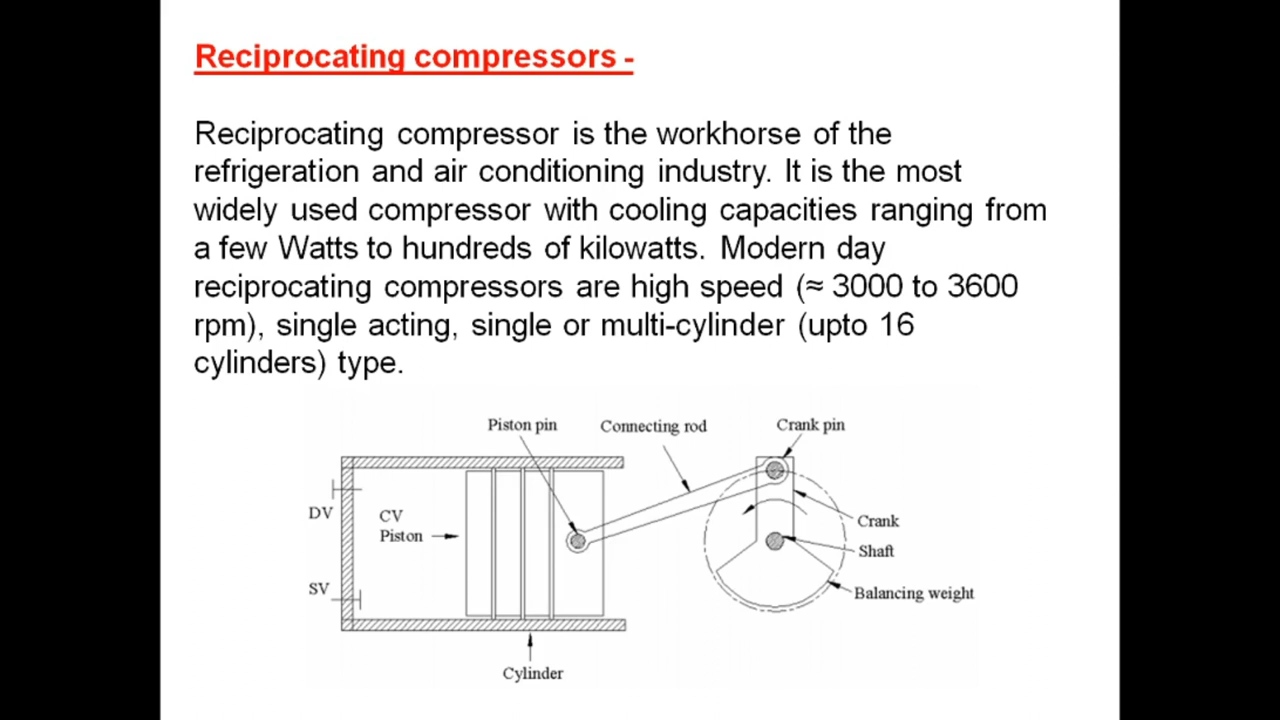 Reciprocating compressors -
Reciprocating compressor is the workhorse of the
refrigeration and air conditioning industry. It is the most
widely used compressor with cooling capacities ranging from
a few Watts to hundreds of kilowatts. Modern day
reciprocating compressors are high speed (≈ 3000 to 3600
rpm), single acting, single or multi-cylinder (upto 16
cylinders) type.
Piston pin
Connecting rod
Crank pin
DV
CV
Piston
Crank
Shaft
SV
Balancing weight
Cylinder